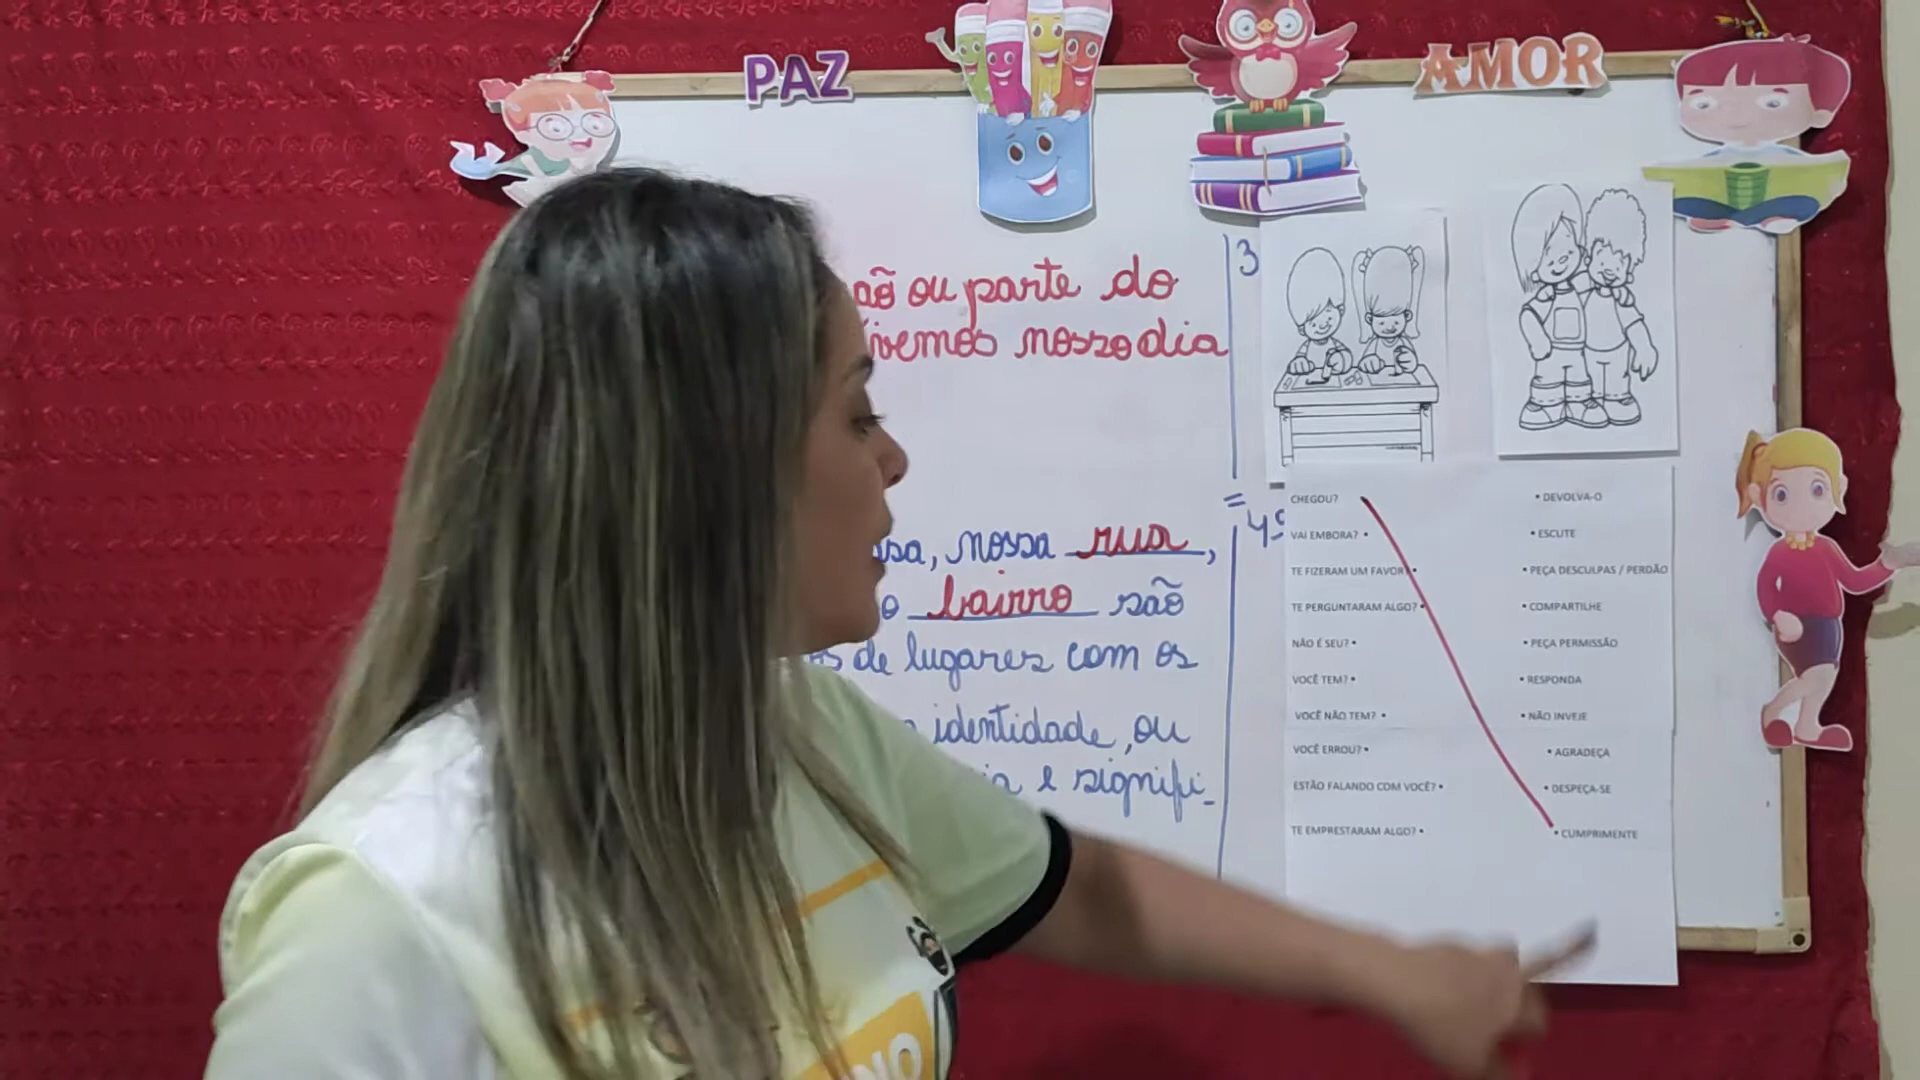 PAZ
AMOR
ão ou parte do
ivemos nosso dia
3
sa, nossa rua,
o bairro são
os de lugares com os
identidade, ou
e signifi-
4º
CHEGOU?
VAI EMBORA? •
TE FIZERAM UM FAVOR? •
TE PERGUNTARAM ALGO? •
NÃO É SEU? •
VOCÊ TEM? •
VOCÊ NÃO TEM? •
VOCÊ ERROU? •
ESTÃO FALANDO COM VOCÊ? •
TE EMPRESTARAM ALGO? •
• DEVOLVA-O
• ESCUTE
• PEÇA DESCULPAS / PERDÃO
• COMPARTILHE
• PEÇA PERMISSÃO
• RESPONDA
• NÃO INVEJE
• AGRADEÇA
• DESPEÇA-SE
• CUMPRIMENTE